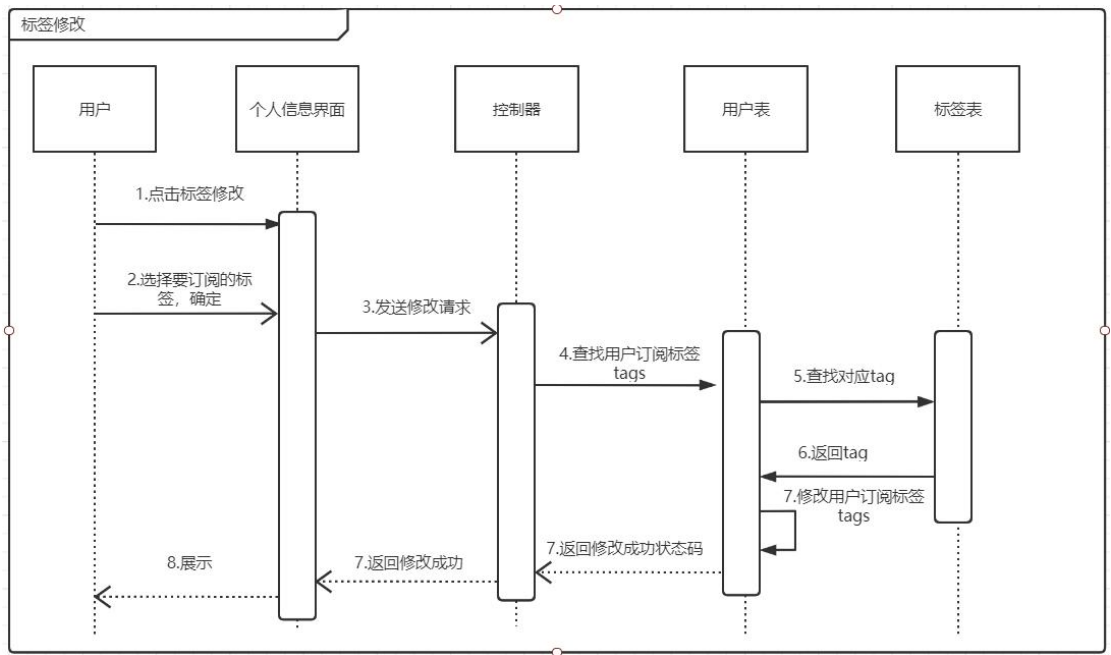 标签修改
用户
个人信息界面
控制器
用户表
标签表
1.点击标签修改
2.选择要订阅的标
签，确定
3.发送修改请求
4.查找用户订阅标签
tags
5.查找对应tag
6.返回tag
7.修改用户订阅标签
tags
7.返回修改成功状态码
7.返回修改成功
8.展示